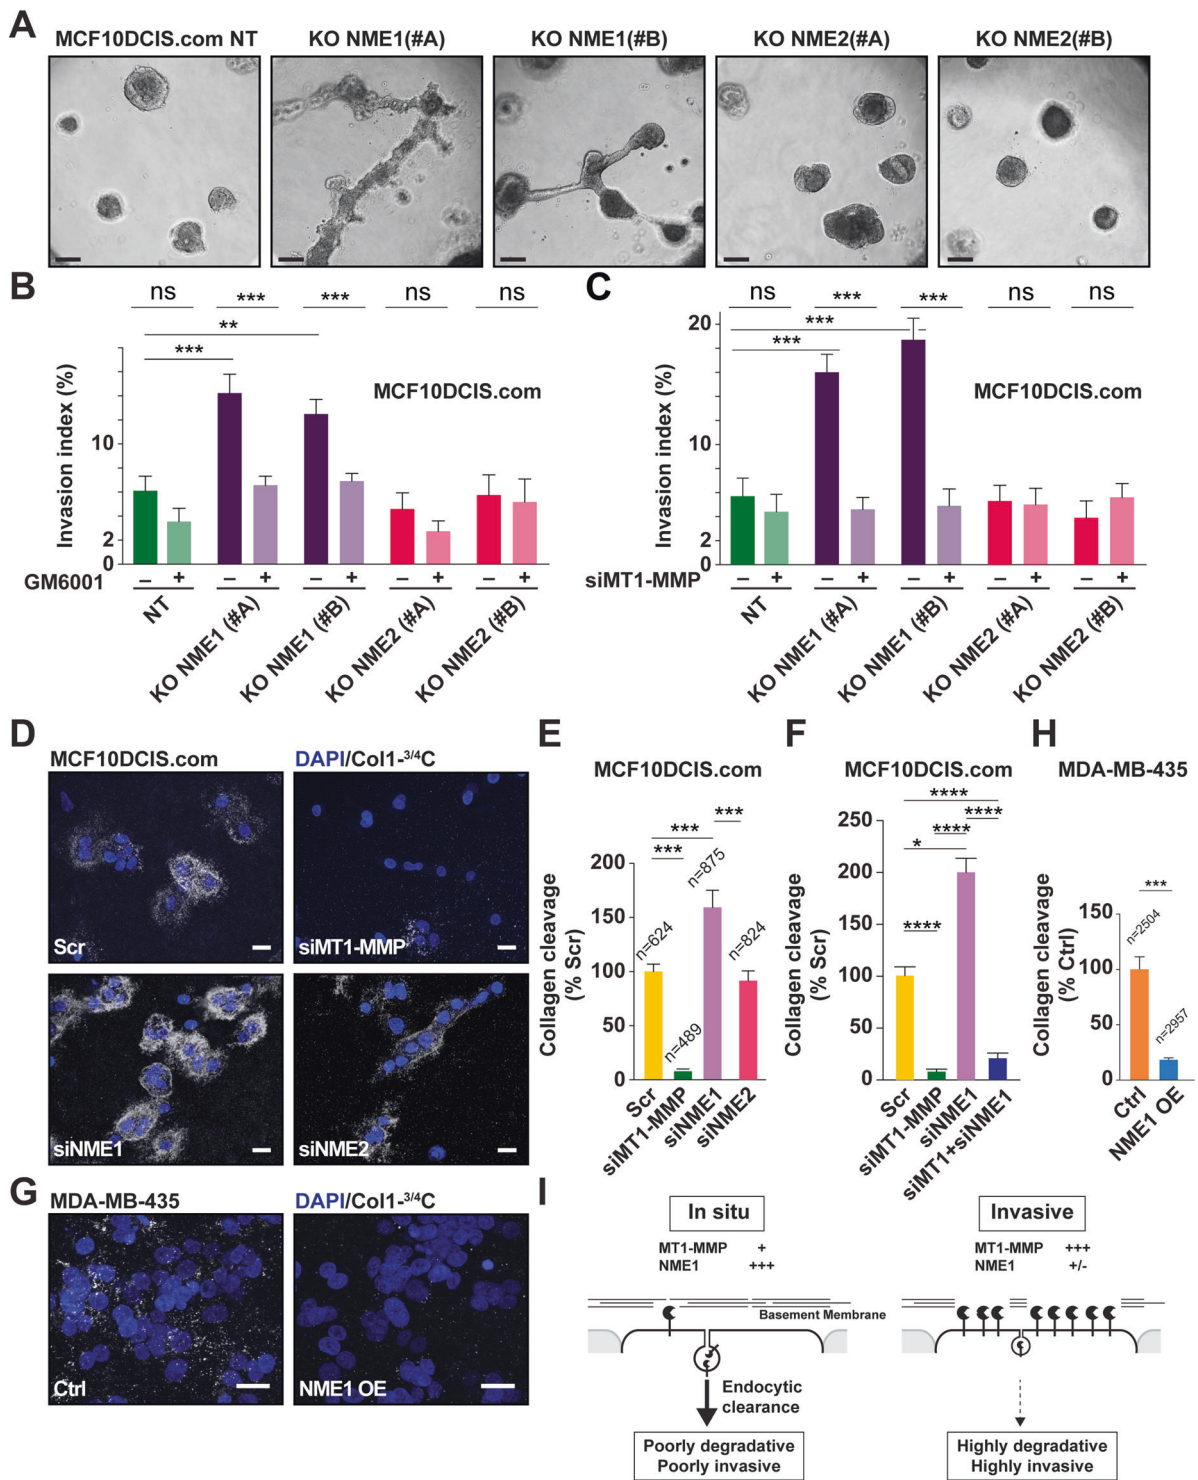 A
MCF10DCIS.com NT
KO NME1(#A)
KO NME1(#B)
KO NME2(#A)
KO NME2(#B)
B
ns
***
***
ns
ns
**
***
MCF10DCIS.com
Invasion index (%)
10
2
0
GM6001
– + – + – + – + – +
NT
KO NME1 (#A)
KO NME1 (#B)
KO NME2 (#A)
KO NME2 (#B)
C
ns
***
***
ns
ns
***
***
MCF10DCIS.com
Invasion index (%)
20
10
2
0
siMT1-MMP
– + – + – + – + – +
NT
KO NME1 (#A)
KO NME1 (#B)
KO NME2 (#A)
KO NME2 (#B)
D
MCF10DCIS.com
DAPI/Col1-3/4C
Scr
siMT1-MMP
siNME1
siNME2
E
MCF10DCIS.com
***
***
***
Collagen cleavage
(% Scr)
200
150
100
50
0
n=624
n=489
n=875
n=824
Scr
siMT1-MMP
siNME1
siNME2
F
MCF10DCIS.com
****
****
****
*
****
Collagen cleavage
(% Scr)
250
200
150
100
50
0
Scr
siMT1-MMP
siNME1
siMT1+siNME1
H
MDA-MB-435
***
Collagen cleavage
(% Ctrl)
150
100
50
0
n=2504
n=2957
Ctrl
NME1 OE
G
MDA-MB-435
DAPI/Col1-3/4C
Ctrl
NME1 OE
I
In situ
MT1-MMP +
NME1 +++
Basement Membrane
Endocytic
clearance
Poorly degradative
Poorly invasive
Invasive
MT1-MMP +++
NME1 +/-
Highly degradative
Highly invasive